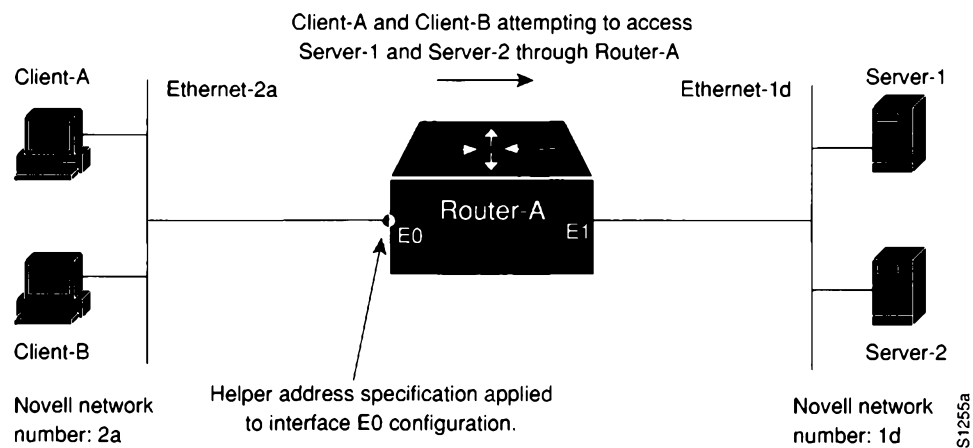 Client-A and Client-B attempting to access
Server-1 and Server-2 through Router-A
Client-A
Ethernet-2a
Ethernet-1d
Server-1
Router-A
E0
E1
Client-B
Server-2
Helper address specification applied
to interface E0 configuration.
Novell network
number: 2a
Novell network
number: 1d
S1255a